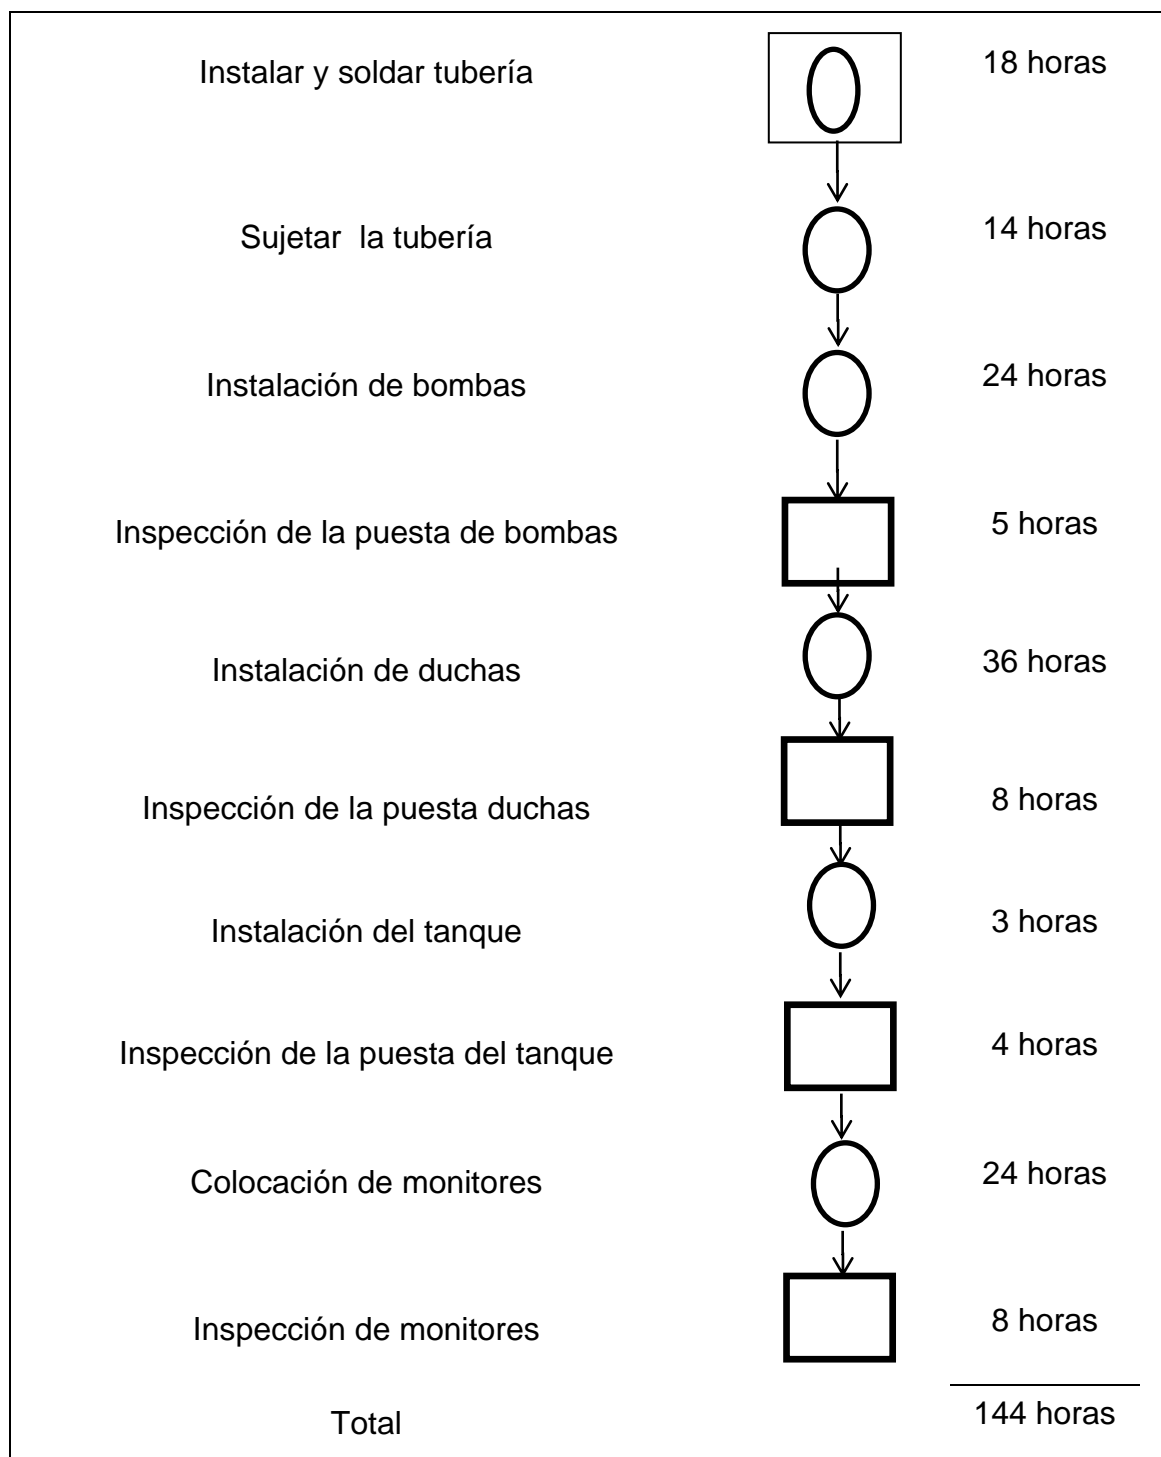 Instalar y soldar tubería 18 horas
Sujetar la tubería 14 horas
Instalación de bombas 24 horas
Inspección de la puesta de bombas 5 horas
Instalación de duchas 36 horas
Inspección de la puesta duchas 8 horas
Instalación del tanque 3 horas
Inspección de la puesta del tanque 4 horas
Colocación de monitores 24 horas
Inspección de monitores 8 horas
Total 144 horas